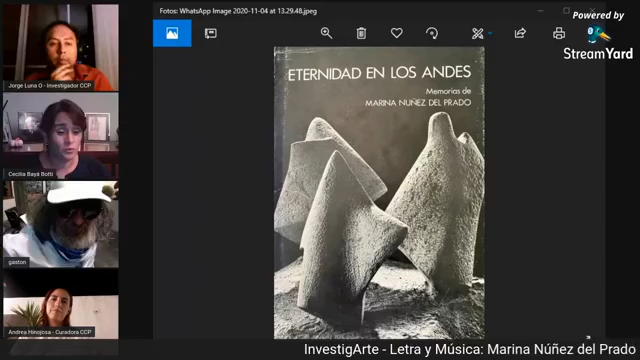 Fotos: WhatsApp Image 2020-11-04 at 13.29.48.jpeg
Powered by
StreamYard
Jorge Luna O - Investigador CCP
Cecilia Bayá Botti
gaston
Andrea Hinojosa - Curadora CCP
ETERNIDAD EN LOS ANDES
Memorias de
MARINA NUÑEZ DEL PRADO
InvestigArte - Letra y Música: Marina Núñez del Prado